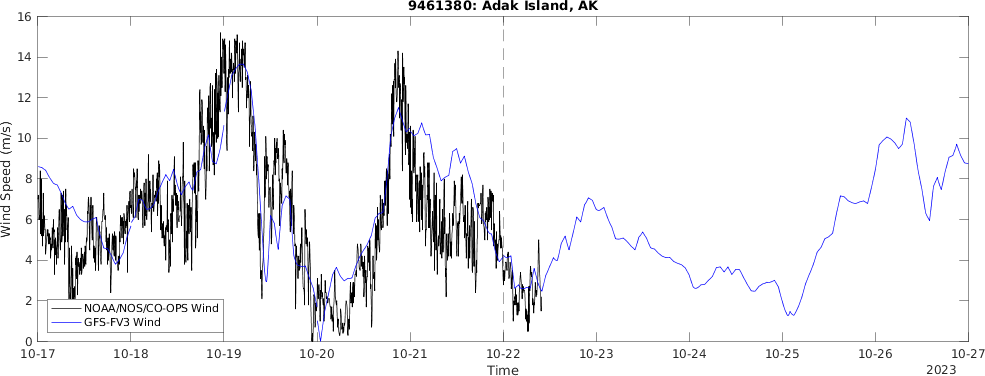 9461380: Adak Island, AK
Wind Speed (m/s)
16
14
12
10
8
6
4
2
0
NOAA/NOS/CO-OPS Wind
GFS-FV3 Wind
10-17 10-18 10-19 10-20 10-21 10-22 10-23 10-24 10-25 10-26 10-27
Time
2023